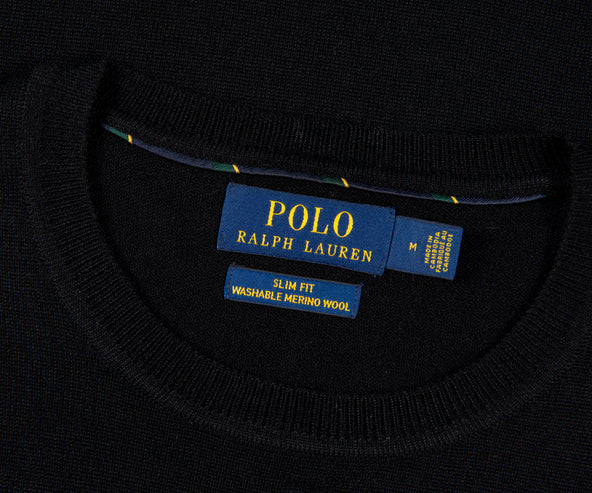 POLO
RALPH LAUREN
M
MADE IN
CAMBODIA
FABRIQUÉ AU
CAMBODGE
SLIM FIT
WASHABLE MERINO WOOL